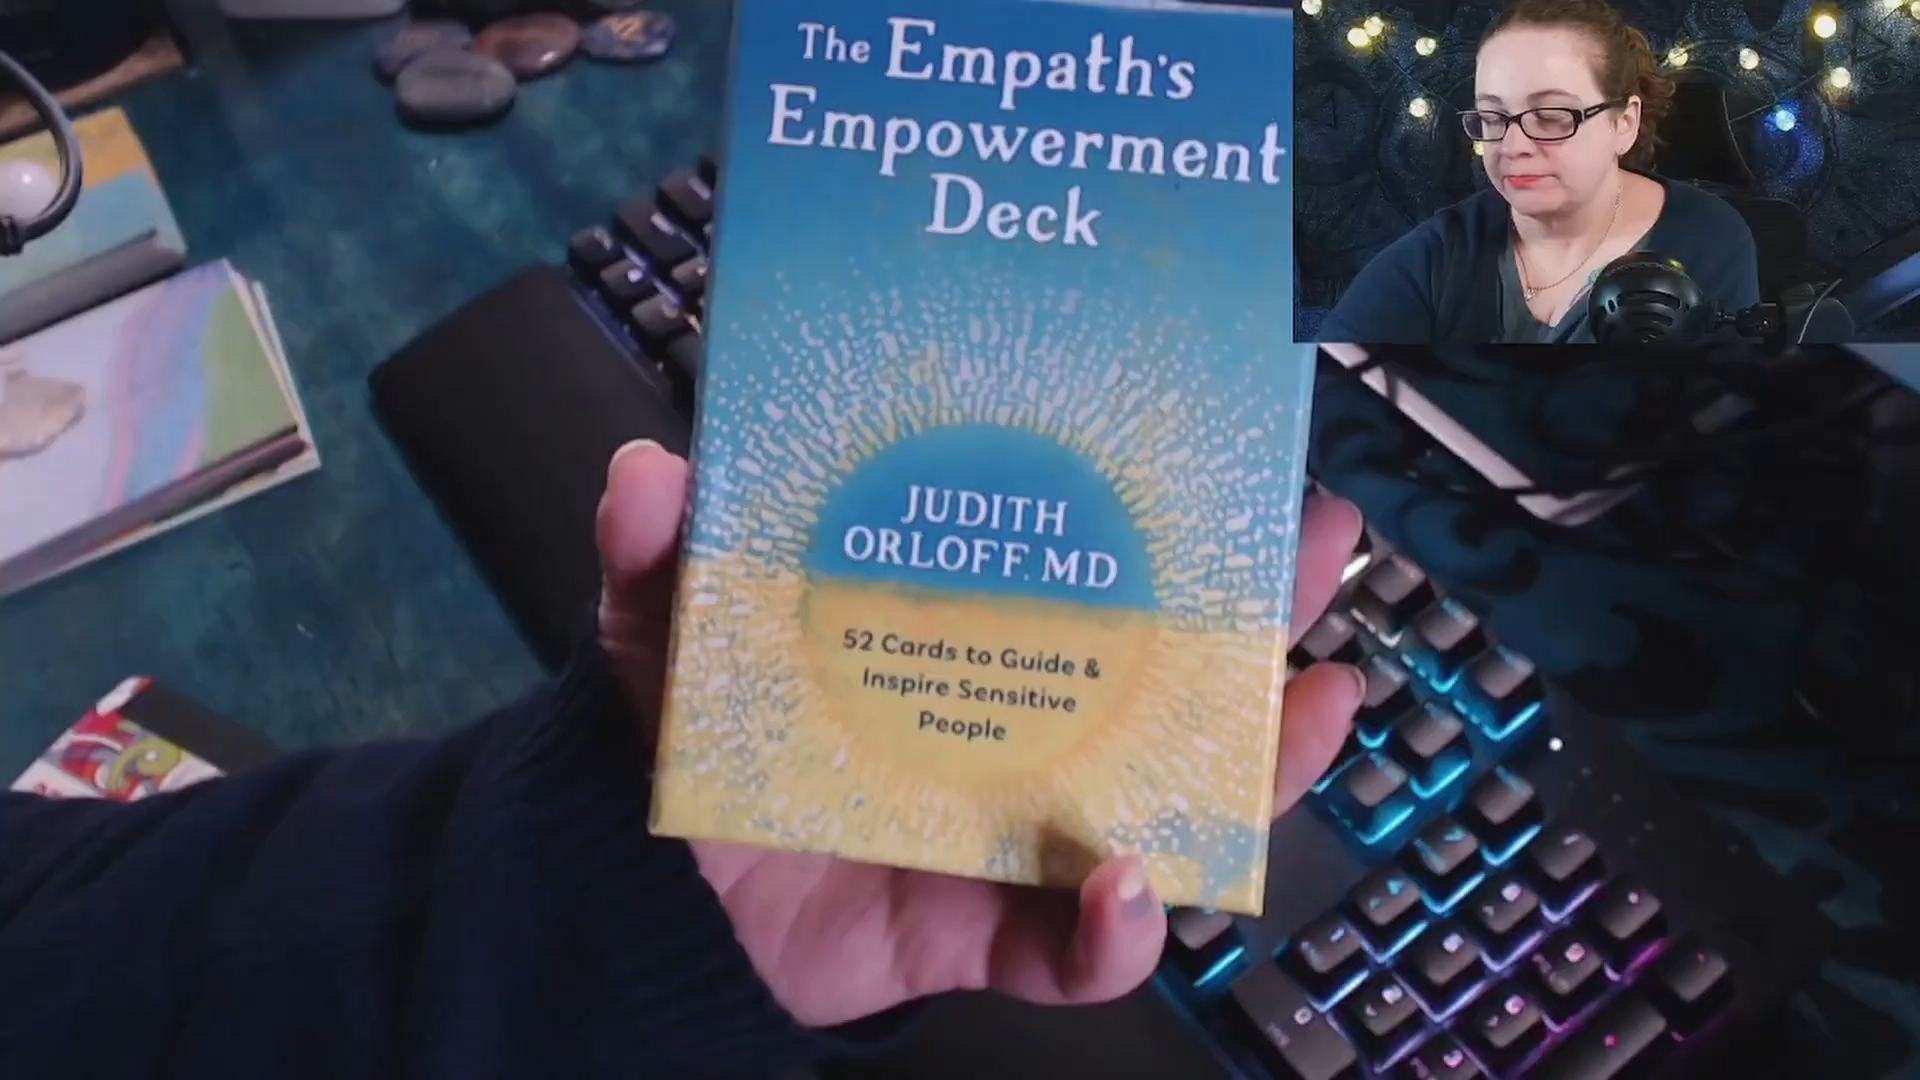 The Empath's
Empowerment
Deck
JUDITH
ORLOFF, MD
52 Cards to Guide &
Inspire Sensitive
People